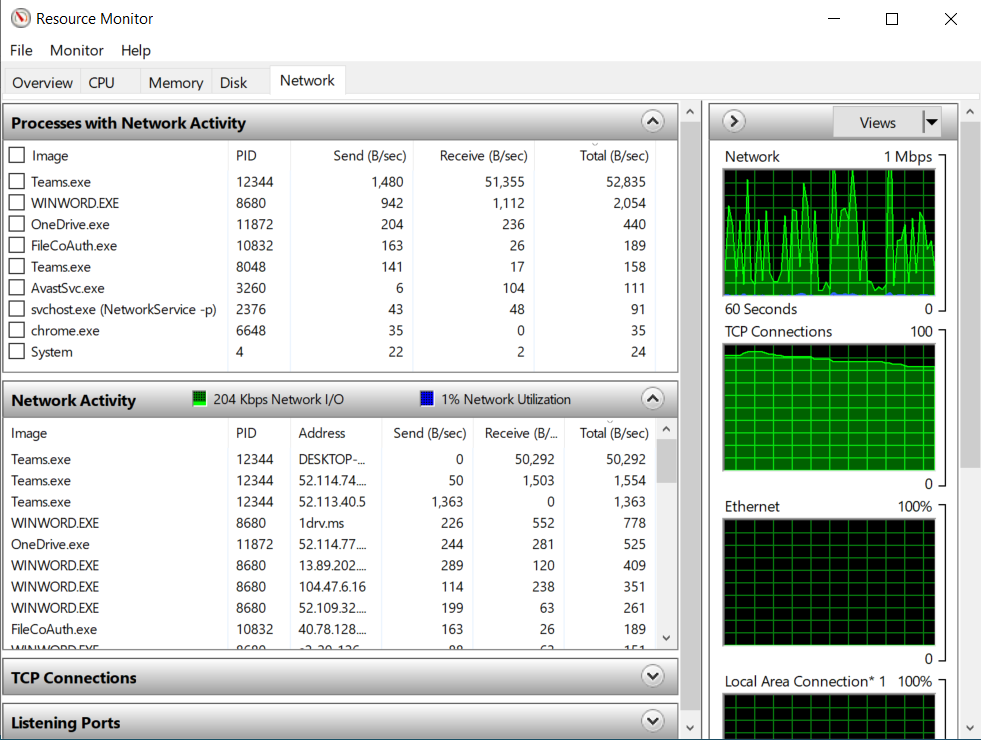 Resource Monitor
File Monitor Help
Overview CPU Memory Disk Network
Processes with Network Activity
Image PID Send (B/sec) Receive (B/sec) Total (B/sec)
Teams.exe 12344 1,480 51,355 52,835
WINWORD.EXE 8680 942 1,112 2,054
OneDrive.exe 11872 204 236 440
FileCoAuth.exe 10832 163 26 189
Teams.exe 8048 141 17 158
AvastSvc.exe 3260 6 104 111
svchost.exe (NetworkService -p) 2376 43 48 91
chrome.exe 6648 35 0 35
System 4 22 2 24
Network Activity 204 Kbps Network I/O 1% Network Utilization
Image PID Address Send (B/sec) Receive (B/... Total (B/sec)
Teams.exe 12344 DESKTOP-... 0 50,292 50,292
Teams.exe 12344 52.114.74.... 50 1,503 1,554
Teams.exe 12344 52.113.40.5 1,363 0 1,363
WINWORD.EXE 8680 1drv.ms 226 552 778
OneDrive.exe 11872 52.114.77.... 244 281 525
WINWORD.EXE 8680 13.89.202.... 289 120 409
WINWORD.EXE 8680 104.47.6.16 114 238 351
WINWORD.EXE 8680 52.109.32.... 199 63 261
FileCoAuth.exe 10832 40.78.128.... 163 26 189
WINWORD.EXE 8680
TCP Connections
Listening Ports
Views
Network 1 Mbps
60 Seconds 0
TCP Connections 100
0
Ethernet 100%
0
Local Area Connection* 1 100%